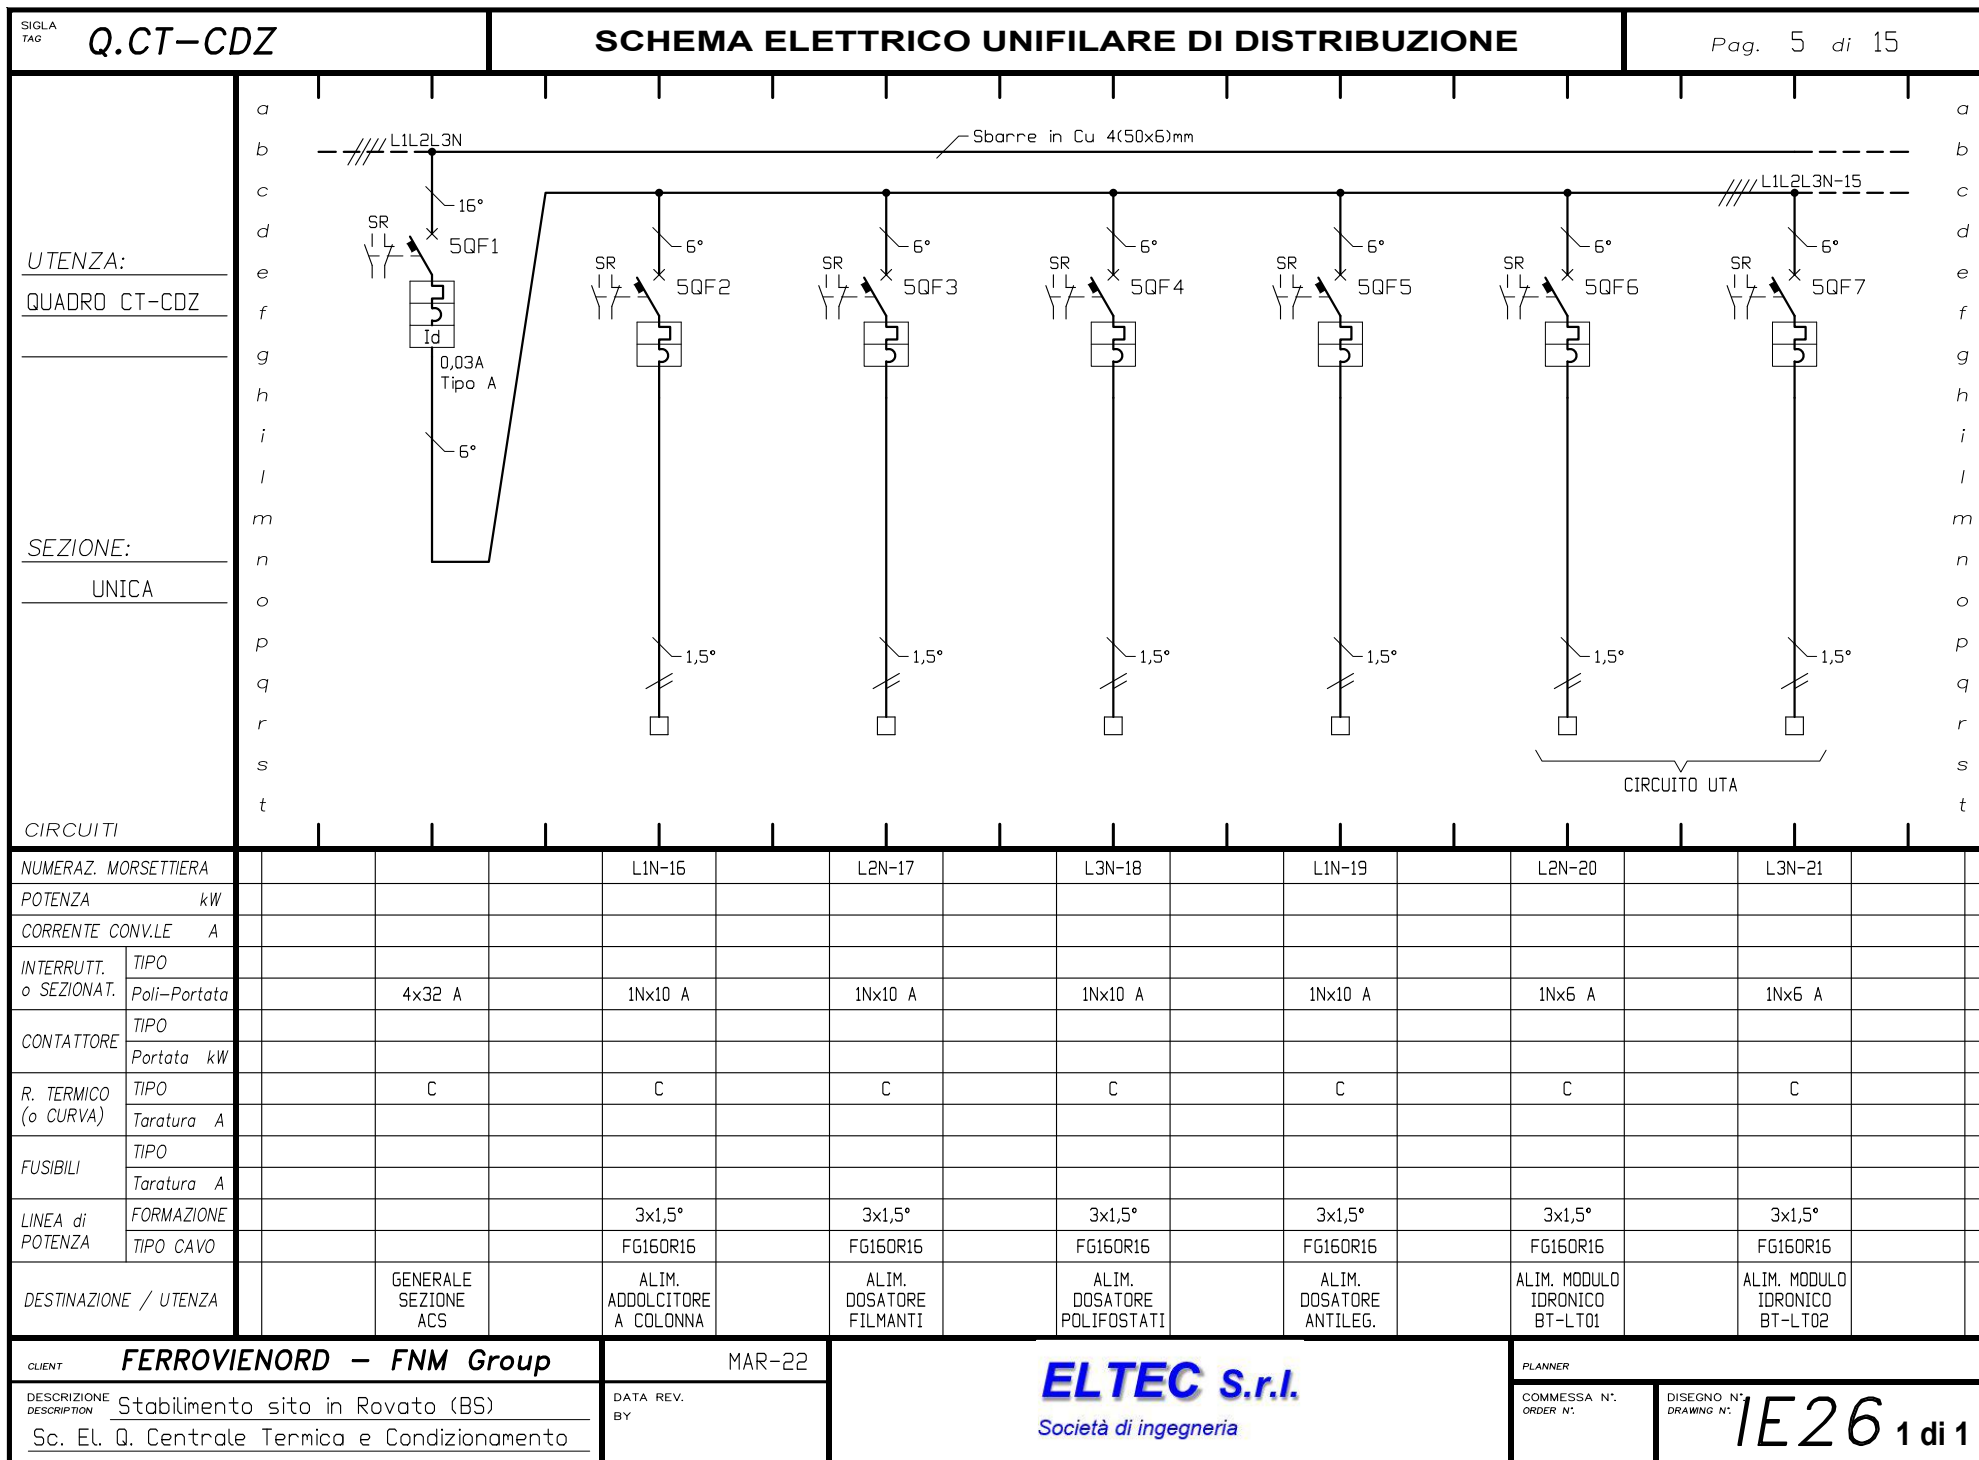 SIGLA
TAG
Q.CT-CDZ
SCHEMA ELETTRICO UNIFILARE DI DISTRIBUZIONE
Pag. 5 di 15
UTENZA:
QUADRO CT-CDZ
SEZIONE:
UNICA
CIRCUITI
a a
b b
c c
d d
e e
f f
g g
h h
i i
l l
m m
n n
o o
p p
q q
r r
s s
t t
L1L2L3N
Sbarre in Cu 4(50x6)mm
L1L2L3N-15
16°
SR 5QF1
Id
0,03A
Tipo A
6°
6° 6° 6° 6° 6° 6°
SR SR SR SR SR SR
5QF2 5QF3 5QF4 5QF5 5QF6 5QF7
1,5° 1,5° 1,5° 1,5° 1,5° 1,5°
CIRCUITO UTA
NUMERAZ. MORSETTIERA L1N-16 L2N-17 L3N-18 L1N-19 L2N-20 L3N-21
POTENZA kW
CORRENTE CONV.LE A
INTERRUTT.
o SEZIONAT.
TIPO
Poli-Portata 4x32 A 1Nx10 A 1Nx10 A 1Nx10 A 1Nx10 A 1Nx6 A 1Nx6 A
CONTATTORE
TIPO
Portata kW
R. TERMICO
(o CURVA)
TIPO C C C C C C C
Taratura A
FUSIBILI
TIPO
Taratura A
LINEA di
POTENZA
FORMAZIONE 3x1,5° 3x1,5° 3x1,5° 3x1,5° 3x1,5° 3x1,5°
TIPO CAVO FG16OR16 FG16OR16 FG16OR16 FG16OR16 FG16OR16 FG16OR16
DESTINAZIONE / UTENZA
GENERALE
SEZIONE
ACS
ALIM.
ADDOLCITORE
A COLONNA
ALIM.
DOSATORE
FILMANTI
ALIM.
DOSATORE
POLIFOSTATI
ALIM.
DOSATORE
ANTILEG.
ALIM. MODULO
IDRONICO
BT-LT01
ALIM. MODULO
IDRONICO
BT-LT02
CLIENT FERROVIENORD - FNM Group
DESCRIZIONE
DESCRIPTION
Stabilimento sito in Rovato (BS)
Sc. El. Q. Centrale Termica e Condizionamento
MAR-22
DATA REV.
BY
ELTEC S.r.l.
Società di ingegneria
PLANNER
COMMESSA N°.
ORDER N°.
DISEGNO N°.
DRAWING N°.
IE26 1 di 1